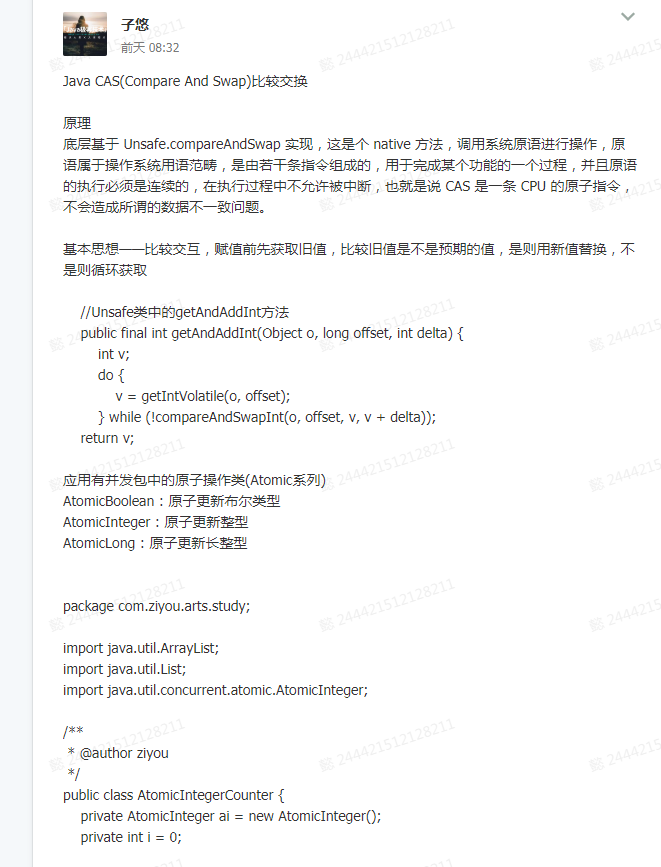 子悠
前天 08:32
Java CAS(Compare And Swap)比较交换
原理
底层基于 Unsafe.compareAndSwap 实现，这是个 native 方法，调用系统原语进行操作，原
语属于操作系统用语范畴，是由若干条指令组成的，用于完成某个功能的一个过程，并且原语
的执行必须是连续的，在执行过程中不允许被中断，也就是说 CAS 是一条 CPU 的原子指令，
不会造成所谓的数据不一致问题。
基本思想——比较交互，赋值前先获取旧值，比较旧值是不是预期的值，是则用新值替换，不
是则循环获取
//Unsafe类中的getAndAddInt方法
public final int getAndAddInt(Object o, long offset, int delta) {
int v;
do {
v = getIntVolatile(o, offset);
} while (!compareAndSwapInt(o, offset, v, v + delta));
return v;
应用有并发包中的原子操作类(Atomic系列)
AtomicBoolean：原子更新布尔类型
AtomicInteger：原子更新整型
AtomicLong：原子更新长整型
package com.ziyou.arts.study;
import java.util.ArrayList;
import java.util.List;
import java.util.concurrent.atomic.AtomicInteger;
/**
* @author ziyou
*/
public class AtomicIntegerCounter {
private AtomicInteger ai = new AtomicInteger();
private int i = 0;
懿 244421512128211